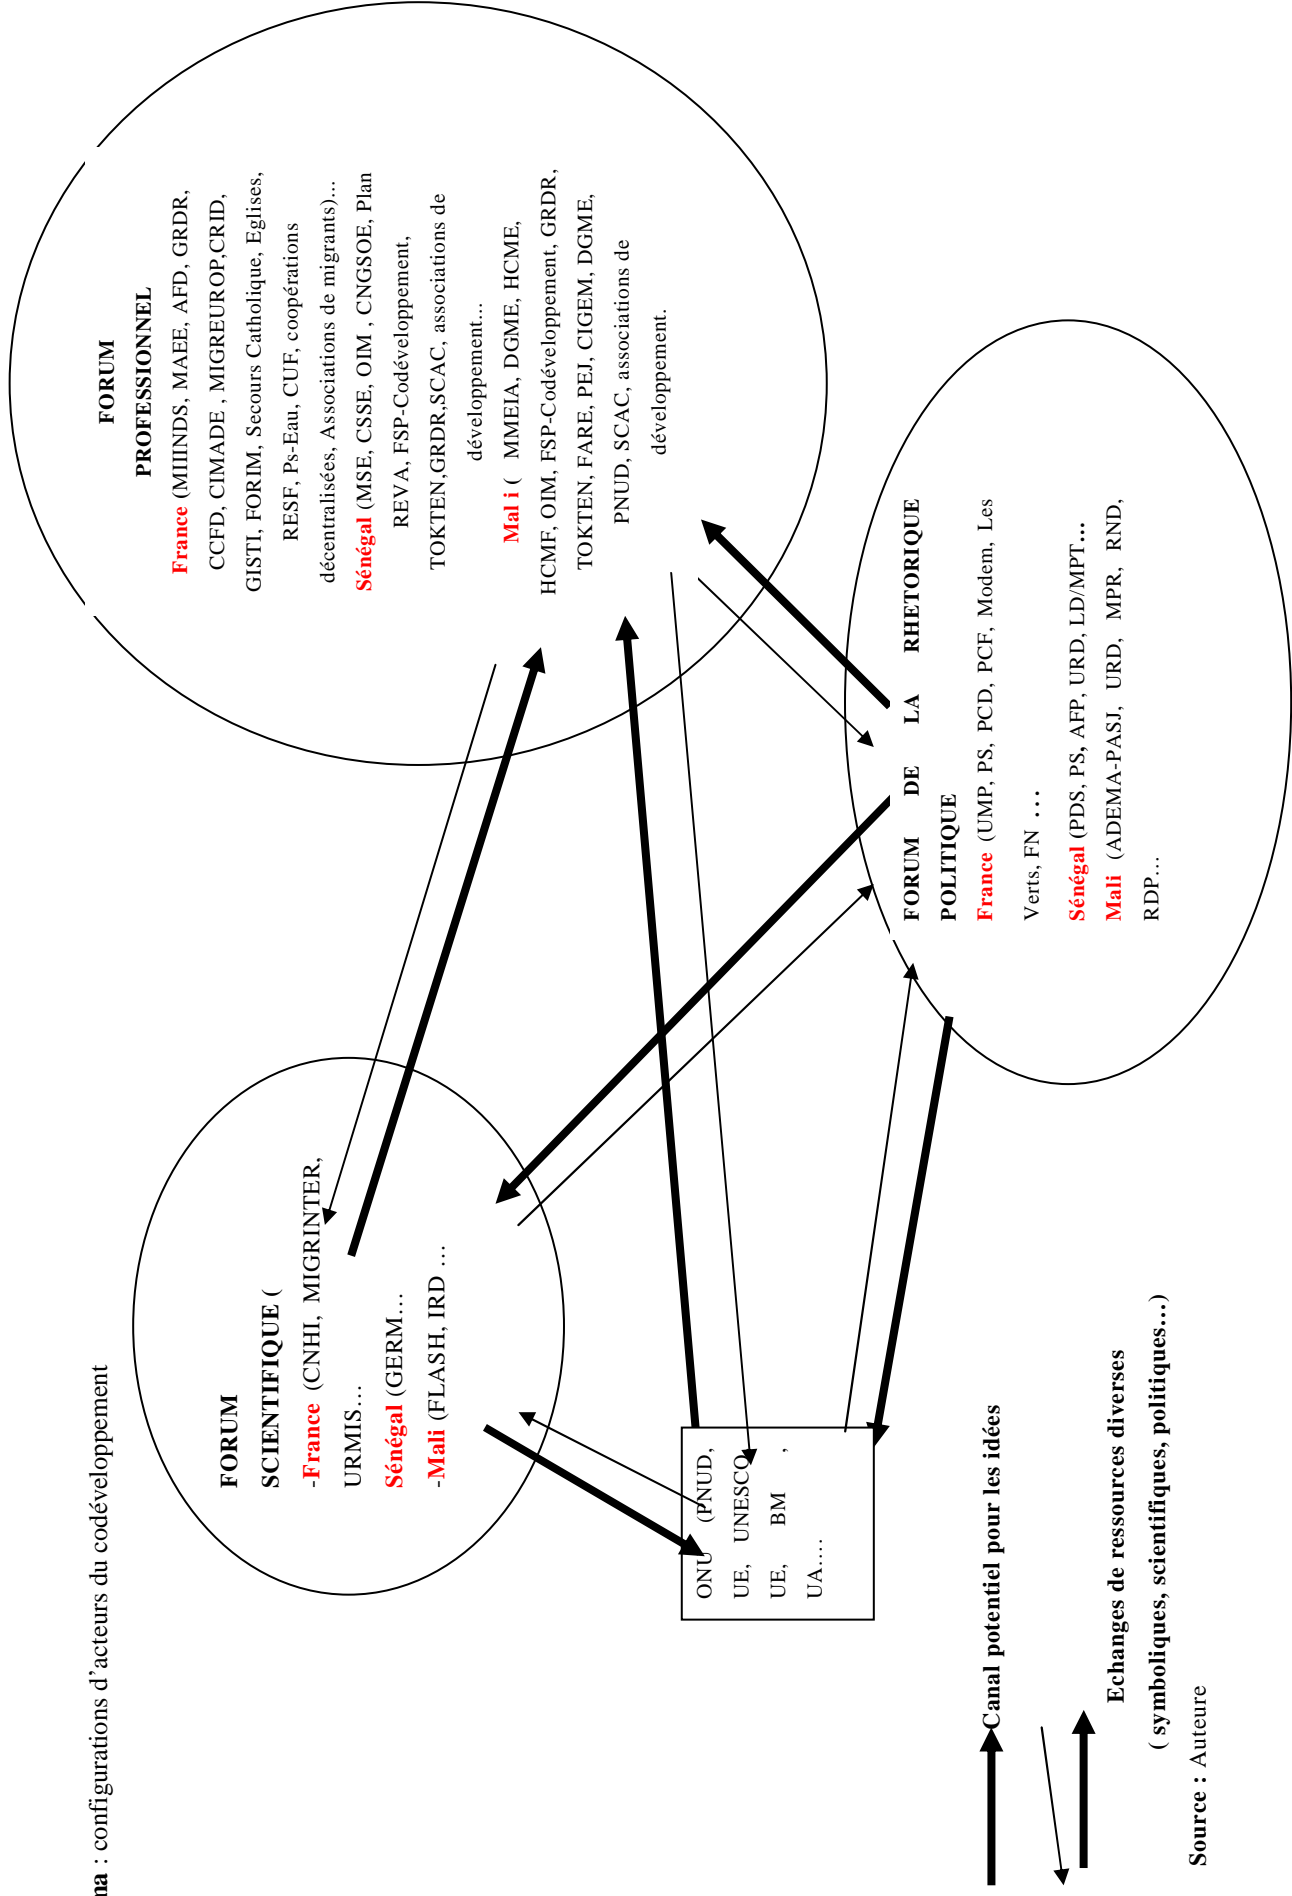 na : configurations d’acteurs du codéveloppement
FORUM
SCIENTIFIQUE (
-France (CNHI, MIGRINTER,
URMIS…
Sénégal (GERM…
-Mali (FLASH, IRD …
FORUM
PROFESSIONNEL
France (MIIINDS, MAEE, AFD, GRDR,
CCFD, CIMADE , MIGREUROP,CRID,
GISTI, FORIM, Secours Catholique, Eglises,
RESF, Ps-Eau, CUF, coopérations
décentralisées, Associations de migrants)…
Sénégal (MSE, CSSE, OIM , CNGSOE, Plan
REVA, FSP-Codéveloppement,
TOKTEN,GRDR,SCAC, associations de
développement…
Mal i ( MMEIA, DGME, HCME,
HCMF, OIM, FSP-Codéveloppement, GRDR,
TOKTEN, FARE, PEJ, CIGEM, DGME,
PNUD, SCAC, associations de
développement.
ONU (PNUD,
UE, UNESCO,
UE, BM ,
UA….
FORUM DE LA RHETORIQUE
POLITIQUE
France (UMP, PS, PCD, PCF, Modem, Les
Verts, FN …
Sénégal (PDS, PS, AFP, URD, LD/MPT…
Mali (ADEMA-PASJ, URD, MPR, RND,
RDP…
Canal potentiel pour les idées
Echanges de ressources diverses
( symboliques, scientifiques, politiques…)
Source : Auteure